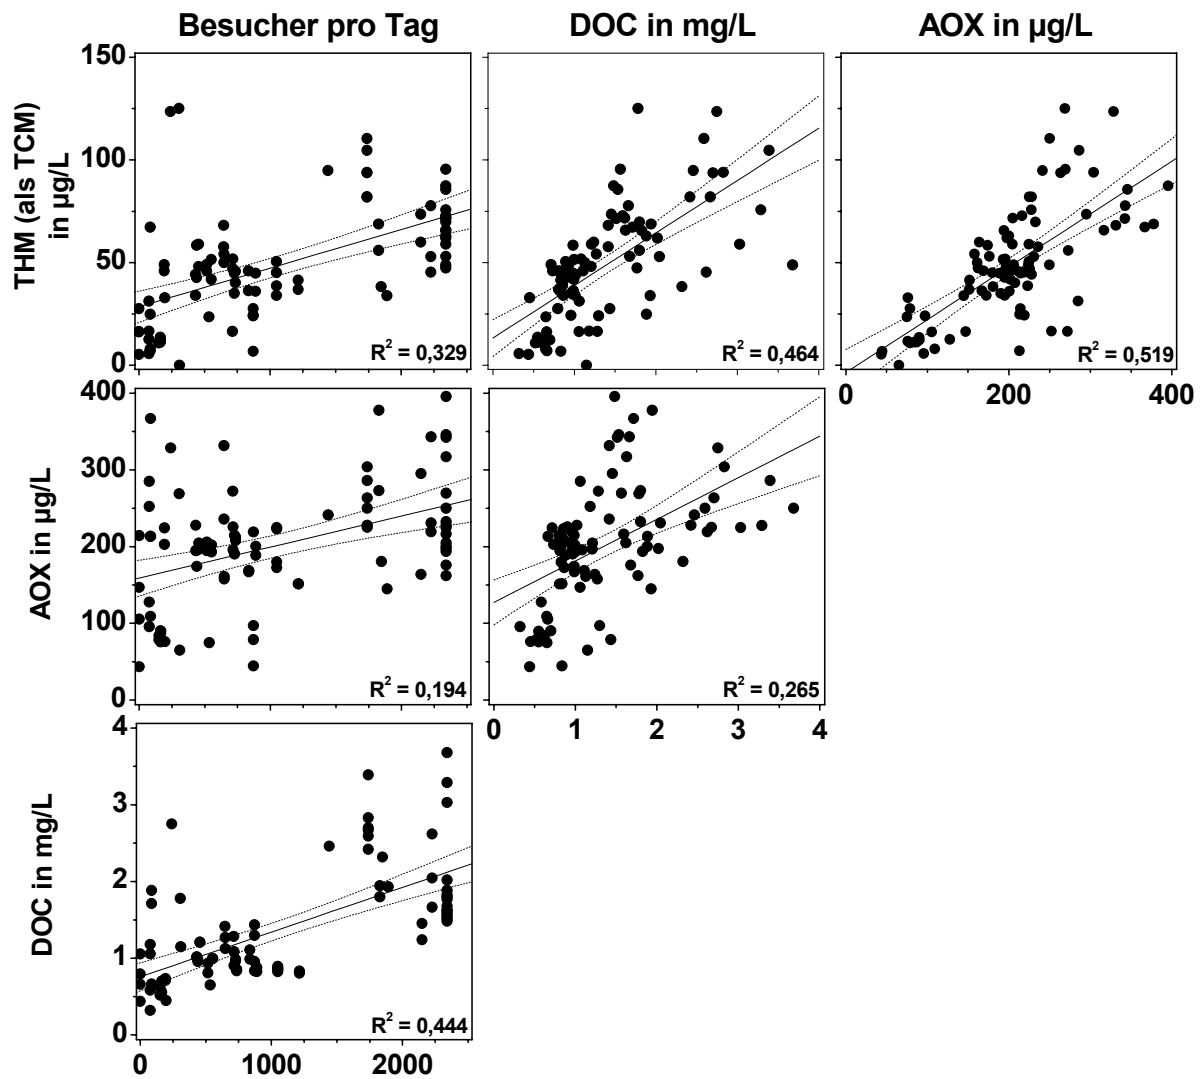 Besucher pro Tag
DOC in mg/L
AOX in µg/L
THM (als TCM)
in µg/L
150
100
50
0
R² = 0,329
R² = 0,464
R² = 0,519
0
200
400
AOX in µg/L
400
300
200
100
0
R² = 0,194
R² = 0,265
0
1
2
3
4
DOC in mg/L
4
3
2
1
0
R² = 0,444
0
1000
2000